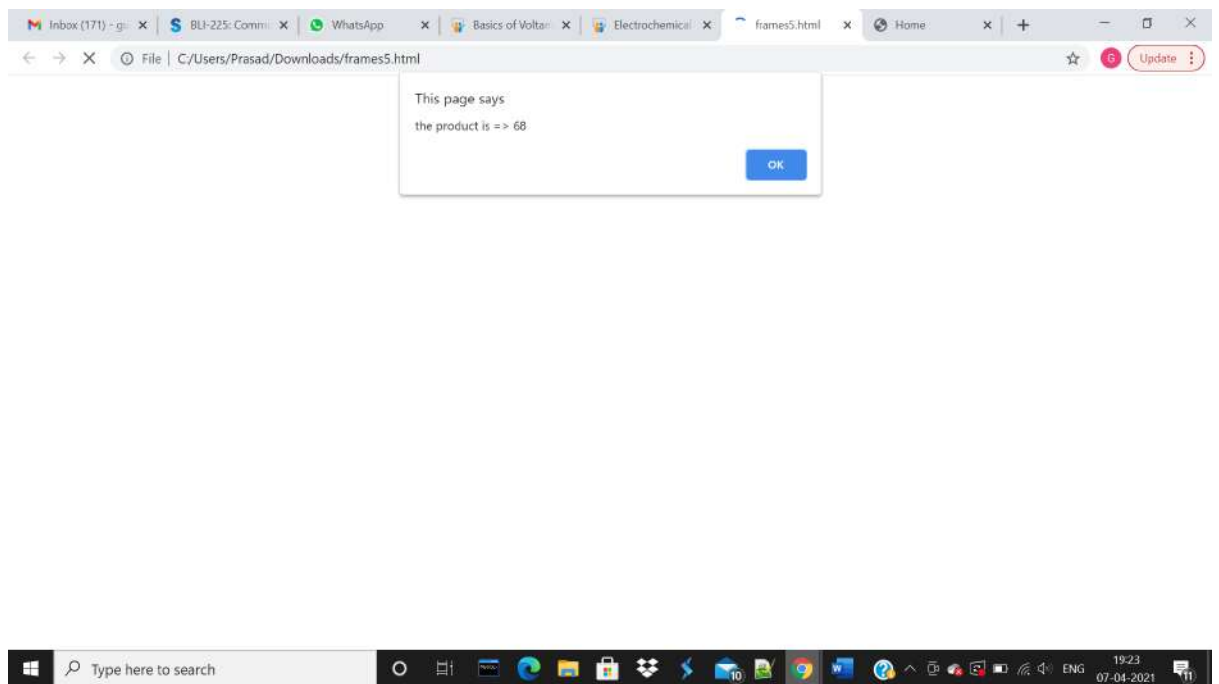 Inbox (171) - g
BLI-225: Comm
WhatsApp
Basics of Voltan
Electrochemical
frames5.html
Home
File | C:/Users/Prasad/Downloads/frames5.html
G
Update
This page says
the product is => 68
OK
Type here to search
10
W
ENG
19:23
07-04-2021
11